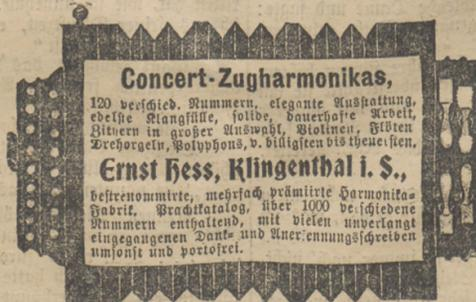 Concert-Zugharmonikas,
120 verschied. Nummern, elegante Ausstattung,
edelste Klangfülle, solide, dauerhafte Arbeit,
Zithern in großer Auswahl, Violinen, Flöten
Drehorgeln, Polyphons, v. billigsten bis theuersten.
Ernst Hess, Klingenthal i. S.,
bestrenommirte, mehrfach prämiirte Harmonika-
Fabrik. Prachtkatalog, über 1000 verschiedene
Nummern enthaltend, mit vielen unverlangt
eingegangenen Dank- und Anerkennungsschreiben
umsonst und portofrei.